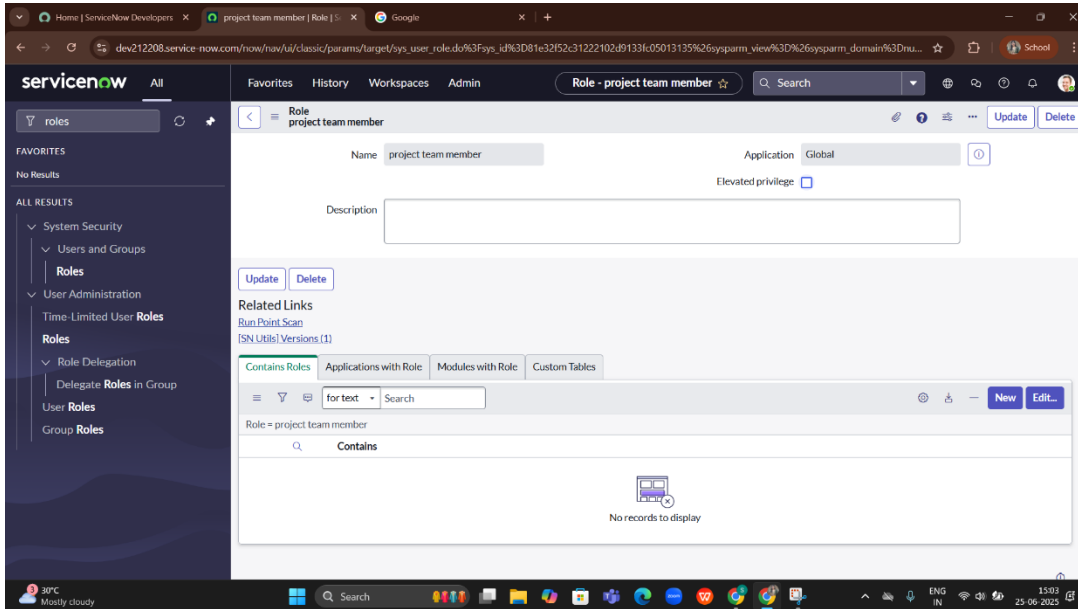 Home | ServiceNow Developers
project team member | Role | S
Google
dev212208.service-now.com/now/nav/ui/classic/params/target/sys_user_role.do%3Fsys_id%3D81e32f52c31222102d9133fc05013135%26sysparm_view%3D%26sysparm_domain%3Dnu...
School
servicenow
All
Favorites
History
Workspaces
Admin
Role - project team member
Search
roles
Role
project team member
Update
Delete
FAVORITES
No Results
ALL RESULTS
System Security
Users and Groups
Roles
User Administration
Time-Limited User Roles
Roles
Role Delegation
Delegate Roles in Group
User Roles
Group Roles
Name
project team member
Application
Global
Elevated privilege
Description
Update
Delete
Related Links
Run Point Scan
[SN Utils] Versions (1)
Contains Roles
Applications with Role
Modules with Role
Custom Tables
for text
Search
New
Edit...
Role = project team member
Contains
No records to display
3
30°C
Mostly cloudy
Search
ENG
IN
15:03
25-06-2025